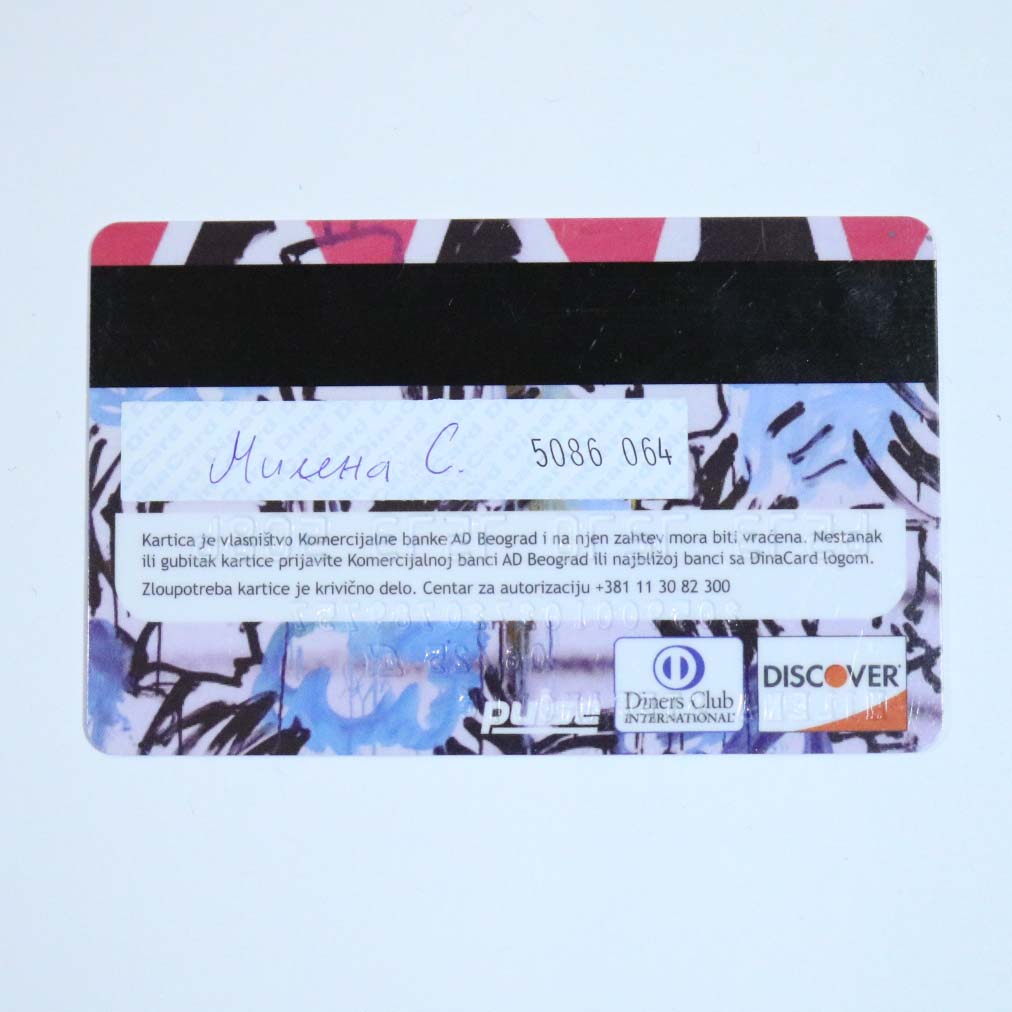 Милена С. 5086 064
Kartica je vlasništvo Komercijalne banke AD Beograd i na njen zahtev mora biti vraćena. Nestanak
ili gubitak kartice prijavite Komercijalnoj banci AD Beograd ili najbližoj banci sa DinaCard logom.
Zloupotreba kartice je krivično delo. Centar za autorizaciju +381 11 30 82 300
PULSE
Diners Club
INTERNATIONAL
DISCOVER